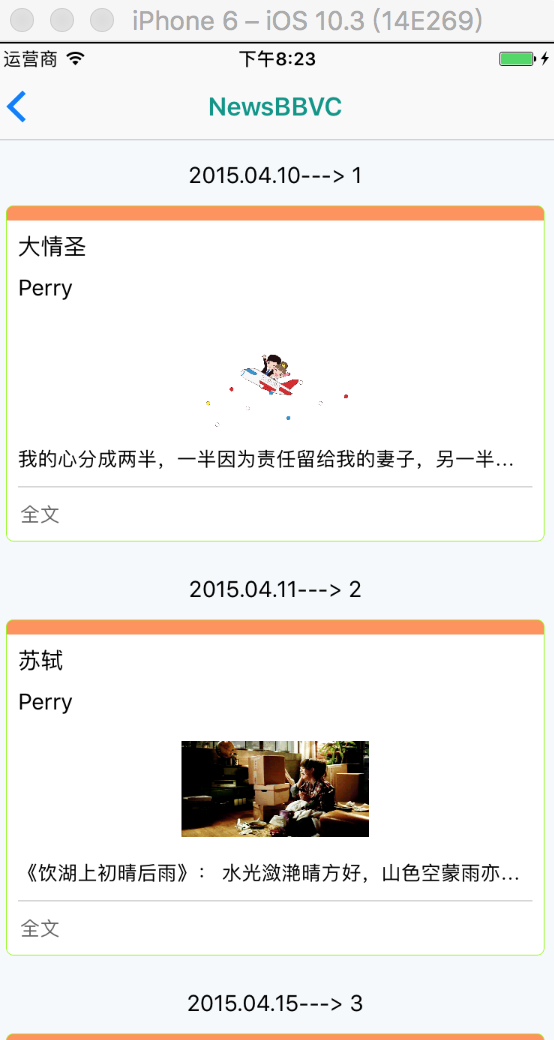 iPhone 6 – iOS 10.3 (14E269)
运营商 下午8:23
NewsBBVC
2015.04.10---> 1
大情圣
Perry
我的心分成两半，一半因为责任留给我的妻子，另一半...
全文
2015.04.11---> 2
苏轼
Perry
《饮湖上初晴后雨》： 水光潋滟晴方好，山色空蒙雨亦...
全文
2015.04.15---> 3